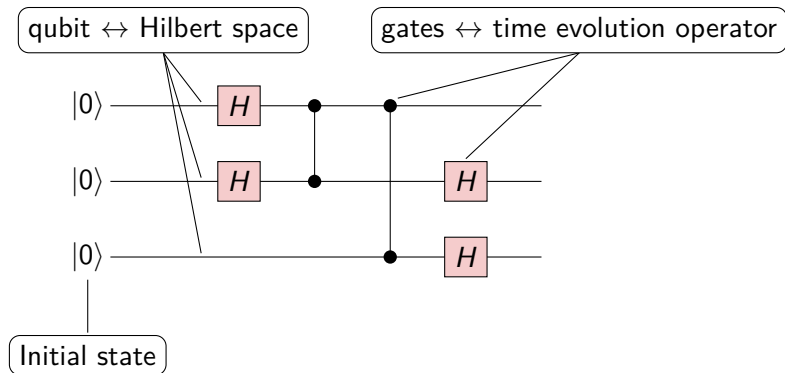 qubit ↔ Hilbert space
gates ↔ time evolution operator
|0⟩ H
|0⟩ H H
|0⟩ H
Initial state